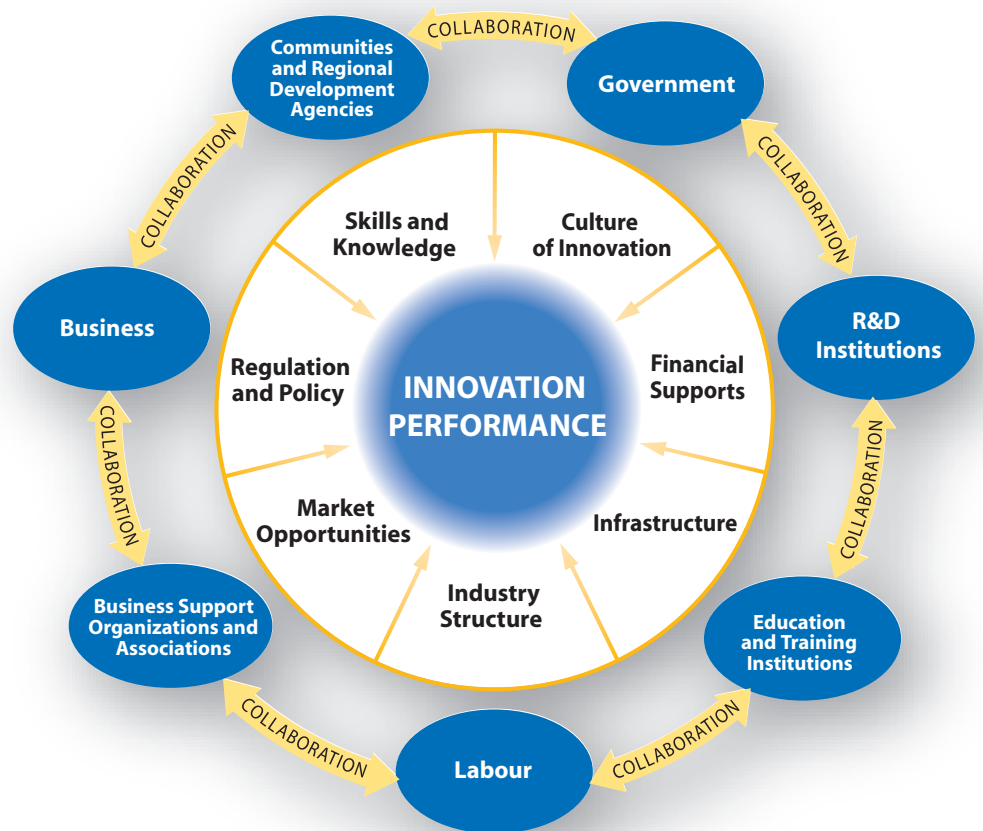 COLLABORATION
Communities
and Regional
Development
Agencies
Government
COLLABORATION
COLLABORATION
Skills and
Knowledge
Culture
of Innovation
Business
R&D
Institutions
Regulation
and Policy
Financial
Supports
INNOVATION
PERFORMANCE
COLLABORATION
COLLABORATION
Market
Opportunities
Infrastructure
Industry
Structure
Business Support
Organizations and
Associations
Education
and Training
Institutions
COLLABORATION
COLLABORATION
Labour